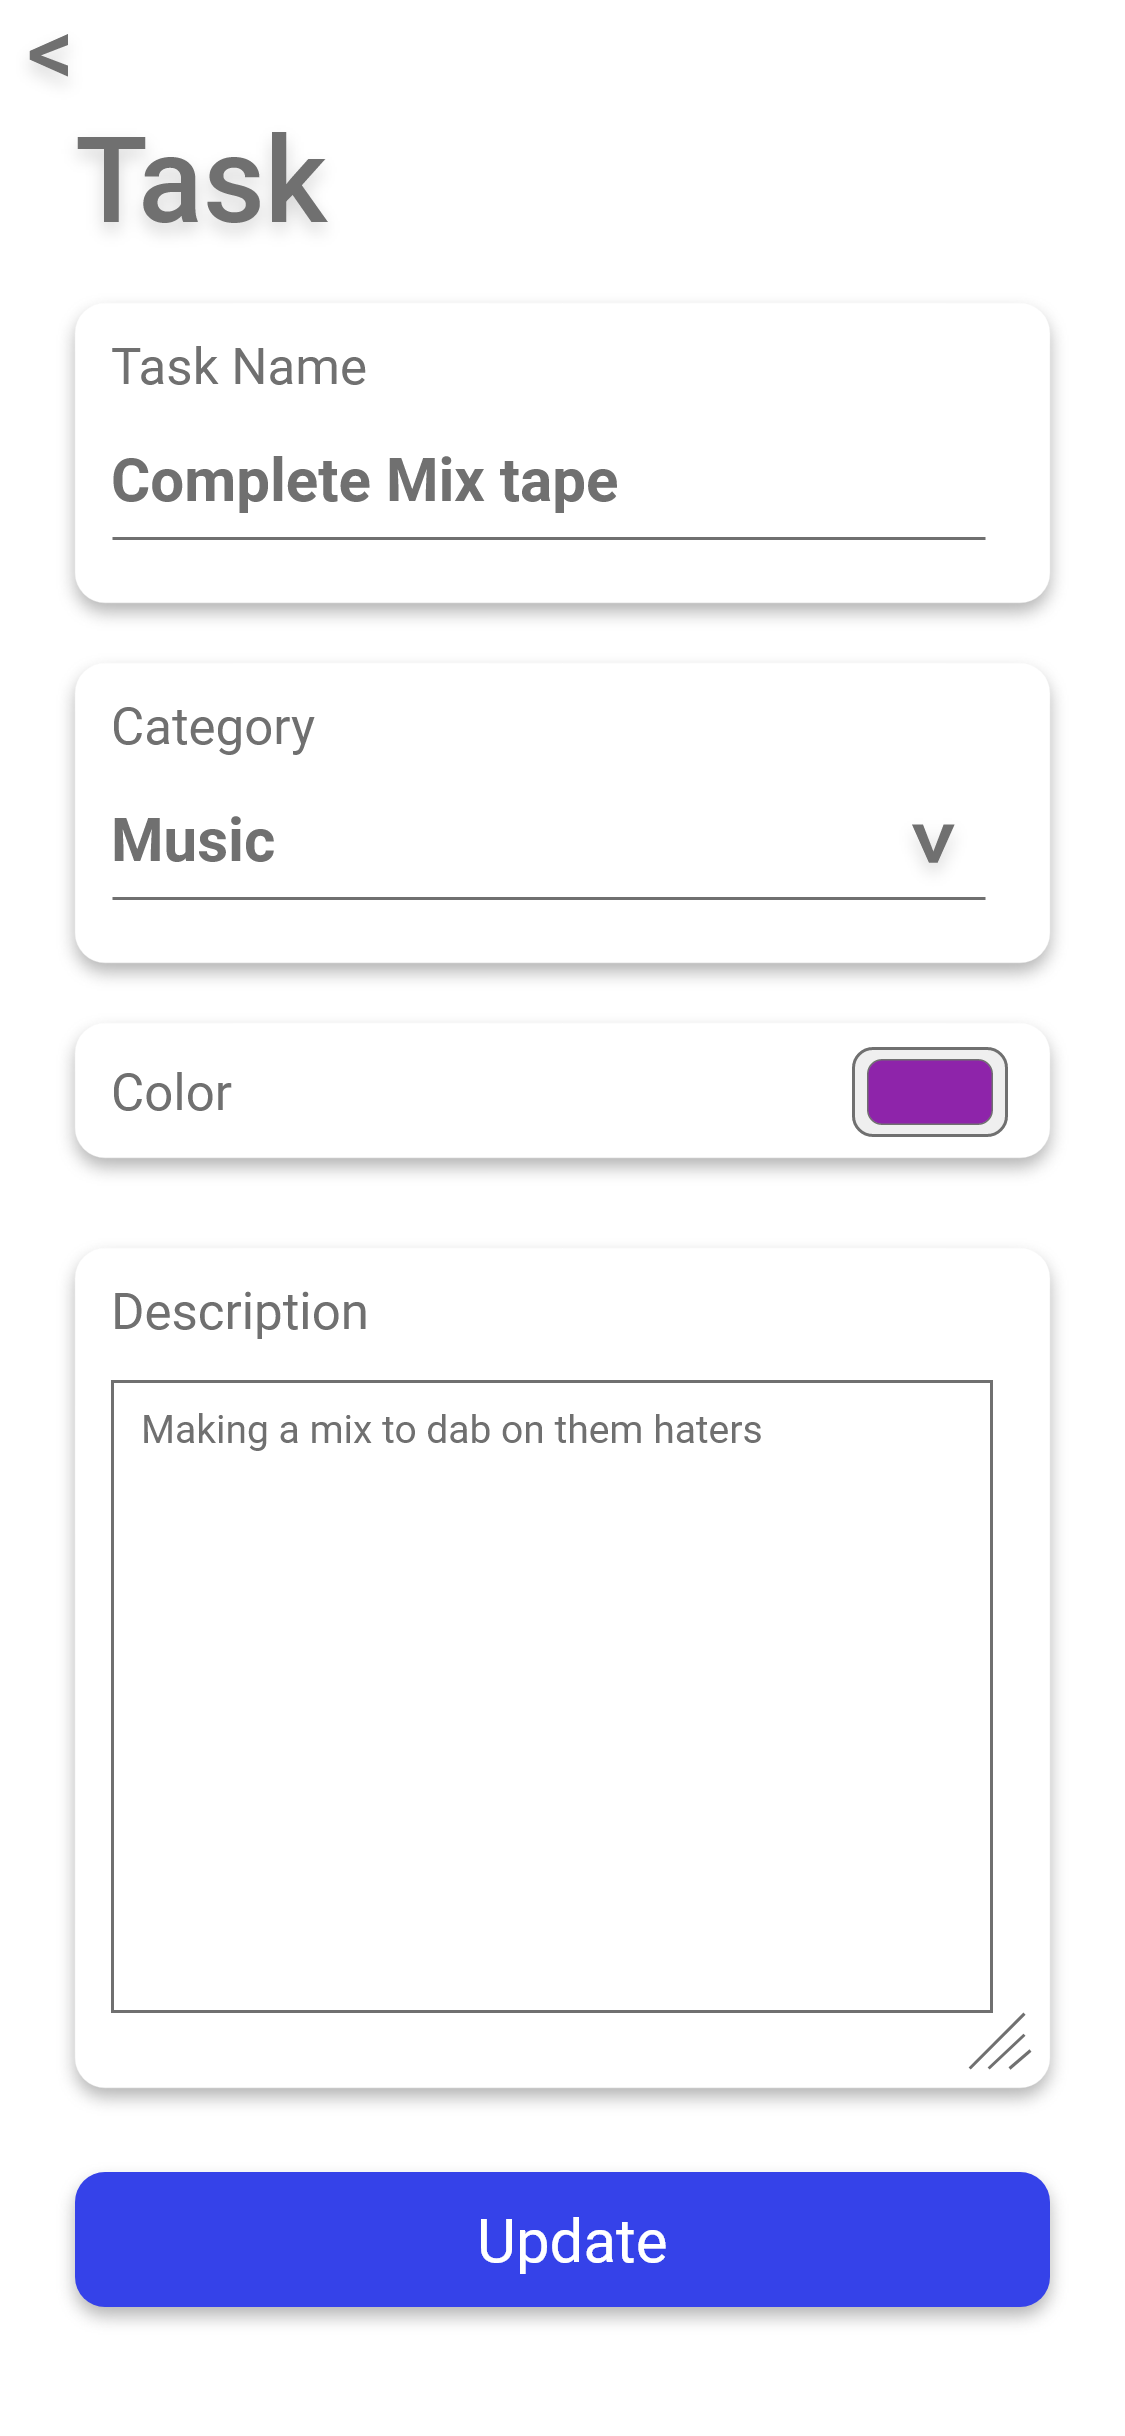 <
Task
Task Name
Complete Mix tape
Category
Music
v
Color
Description
Making a mix to dab on them haters
Update